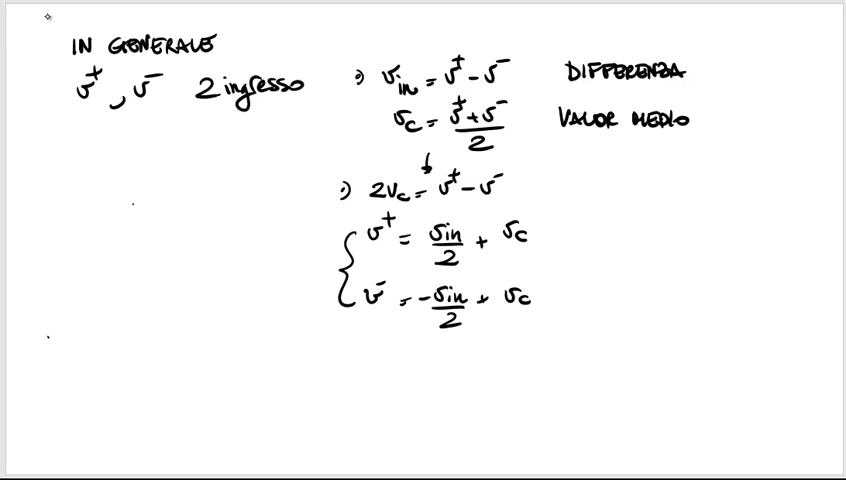 IN GENERALE
v⁺, v⁻ 2 ingresso
•) v_in = v⁺ - v⁻ DIFFERENZA
v_c = (v⁺ + v⁻)/2 VALOR MEDIO
↓
•) 2v_c = v⁺ - v⁻
{ v⁺ = v_in/2 + v_c
v⁻ = -v_in/2 + v_c